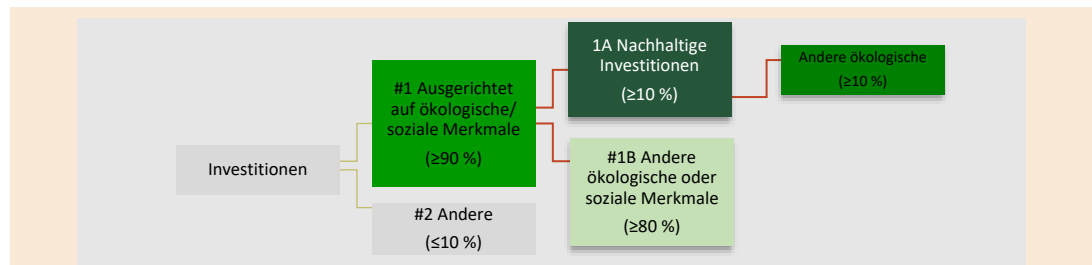 Investitionen
#1 Ausgerichtet
auf ökologische/
soziale Merkmale
(≥90 %)
#2 Andere
(≤10 %)
1A Nachhaltige
Investitionen
(≥10 %)
#1B Andere
ökologische oder
soziale Merkmale
(≥80 %)
Andere ökologische
(≥10 %)